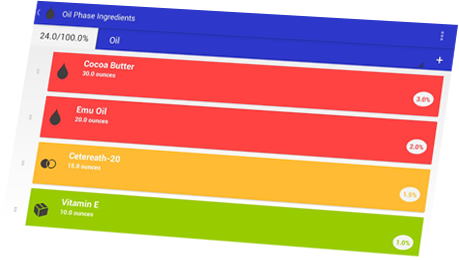 Oil Phase Ingredients
24.0/100.0%
Oil
+
Cocoa Butter
30.0 ounces
3.0%
Emu Oil
20.0 ounces
2.0%
Cetereath-20
15.0 ounces
1.5%
Vitamin E
10.0 ounces
1.0%